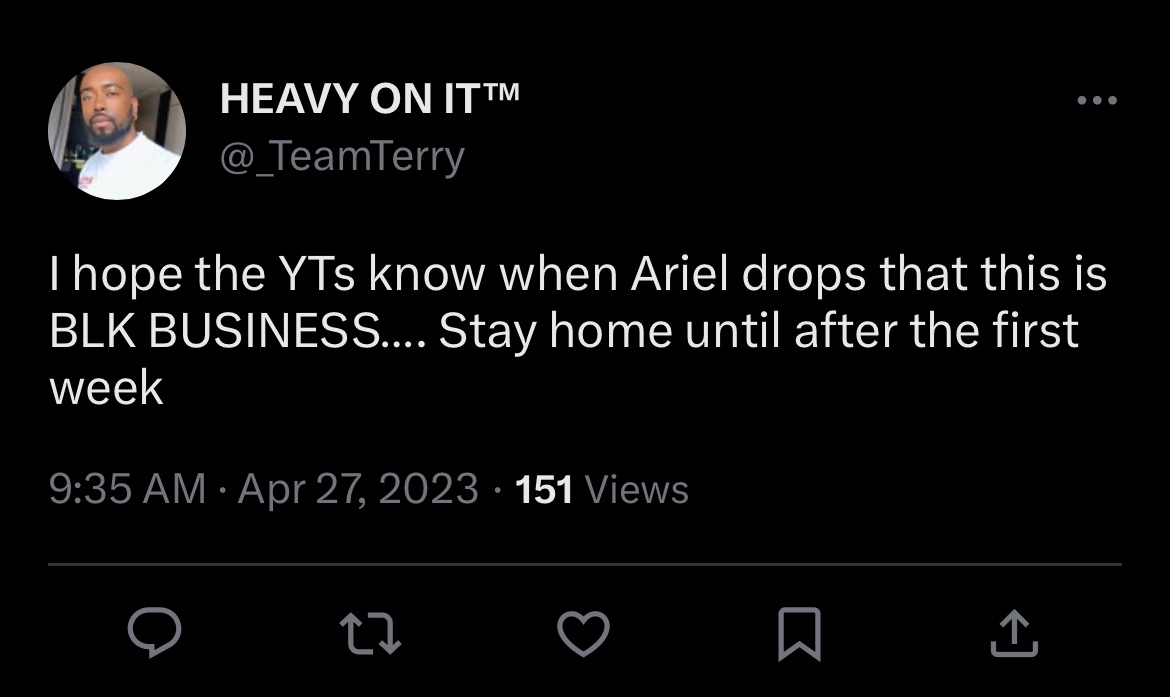 HEAVY ON IT™
@_TeamTerry
I hope the YTs know when Ariel drops that this is
BLK BUSINESS.... Stay home until after the first
week
9:35 AM · Apr 27, 2023 · 151 Views